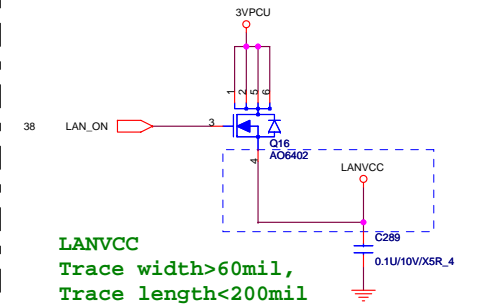 3VPCU
1 2 5 6
38 LAN_ON 3
Q16
AO6402
4
LANVCC
C289
0.1U/10V/X5R_4
LANVCC
Trace width>60mil,
Trace length<200mil